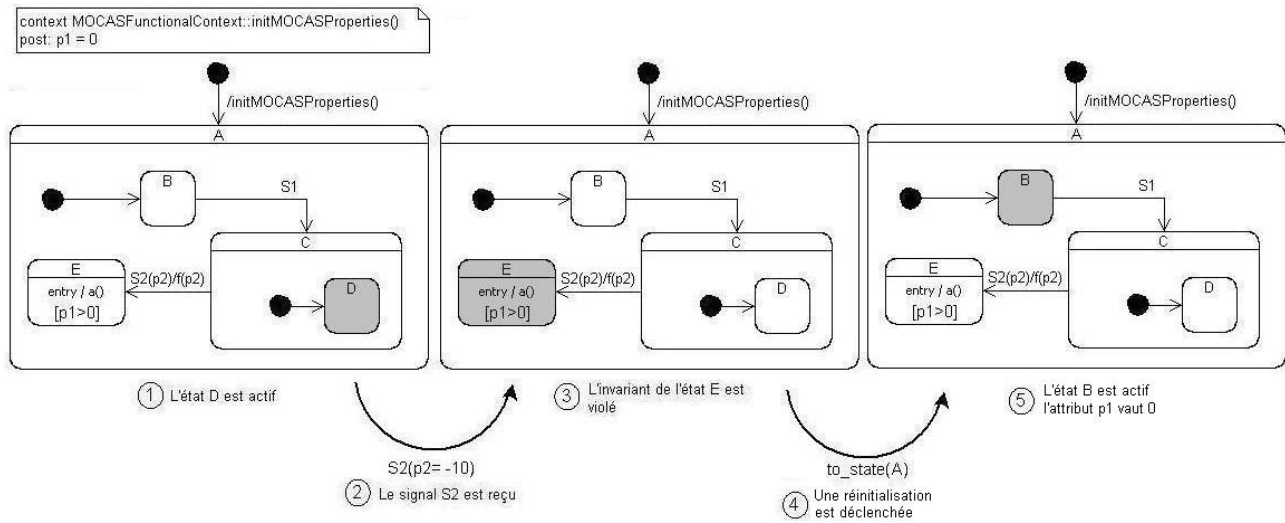 context MOCASFunctionalContext::initMOCASProperties()
post: p1 = 0
/initMOCASProperties()
A
B
S1
C
E
entry / a()
[p1>0]
S2(p2)/f(p2)
D
1 L'état D est actif
S2(p2= -10)
2 Le signal S2 est reçu
/initMOCASProperties()
A
B
S1
C
E
entry / a()
[p1>0]
S2(p2)/f(p2)
D
3 L'invariant de l'état E est
violé
to_state(A)
4 Une réinitialisation
est déclenchée
/initMOCASProperties()
A
B
S1
C
E
entry / a()
[p1>0]
S2(p2)/f(p2)
D
5 L'état B est actif
l'attribut p1 vaut 0